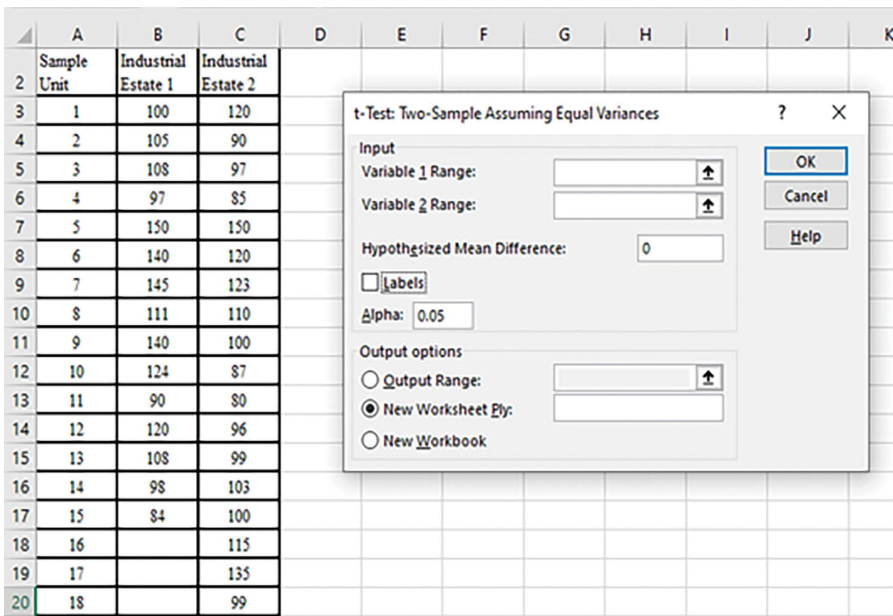 A B C D E F G H I J K
2 Sample Unit Industrial Estate 1 Industrial Estate 2
3 1 100 120
4 2 105 90
5 3 108 97
6 4 97 85
7 5 150 150
8 6 140 120
9 7 145 123
10 8 111 110
11 9 140 100
12 10 124 87
13 11 90 80
14 12 120 96
15 13 108 99
16 14 98 103
17 15 84 100
18 16 115
19 17 135
20 18 99
t-Test: Two-Sample Assuming Equal Variances ? ×
Input
Variable 1 Range:
Variable 2 Range:
Hypothesized Mean Difference: 0
Labels
Alpha: 0.05
Output options
Output Range:
New Worksheet Ply:
New Workbook
OK
Cancel
Help